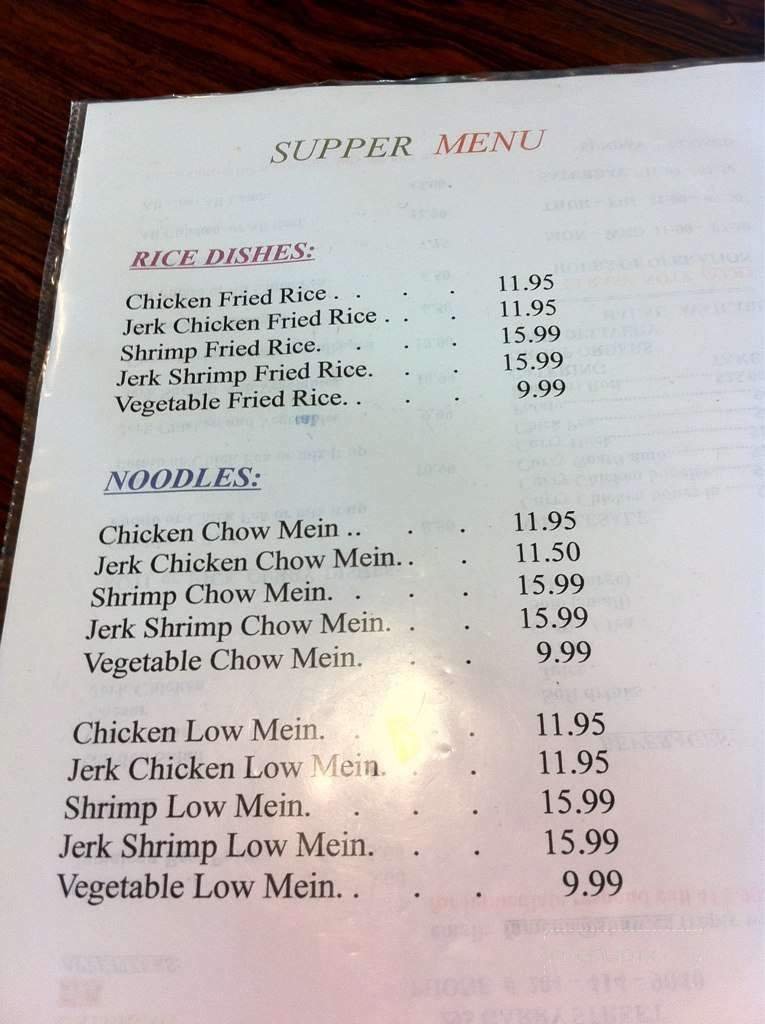 SUPPER MENU
RICE DISHES:
Chicken Fried Rice . . . . 11.95
Jerk Chicken Fried Rice . . . 11.95
Shrimp Fried Rice. . . . 15.99
Jerk Shrimp Fried Rice. . . 15.99
Vegetable Fried Rice. . . . 9.99
NOODLES:
Chicken Chow Mein .. . . 11.95
Jerk Chicken Chow Mein. . . 11.50
Shrimp Chow Mein. . . . 15.99
Jerk Shrimp Chow Mein. . . 15.99
Vegetable Chow Mein. . . 9.99
Chicken Low Mein. . . . 11.95
Jerk Chicken Low Mein. . . 11.95
Shrimp Low Mein. . . . 15.99
Jerk Shrimp Low Mein. . . 15.99
Vegetable Low Mein. . . . 9.99